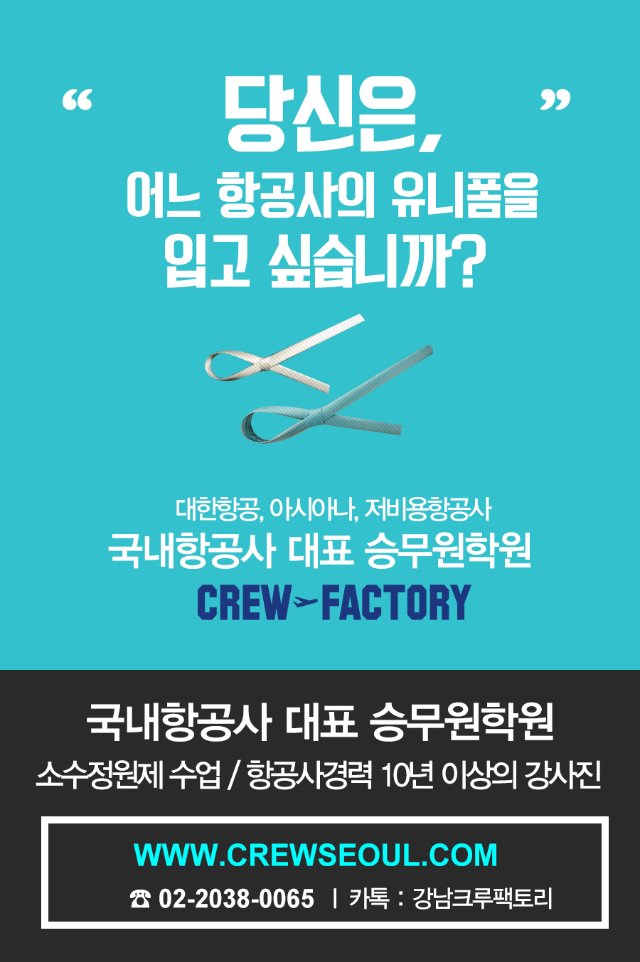 “ 당신은, ”
어느 항공사의 유니폼을
입고 싶습니까?
대한항공, 아시아나, 저비용항공사
국내항공사 대표 승무원학원
CREW FACTORY
국내항공사 대표 승무원학원
소수정원제 수업 / 항공사경력 10년 이상의 강사진
WWW.CREWSEOUL.COM
☎ 02-2038-0065 | 카톡 : 강남크루팩토리